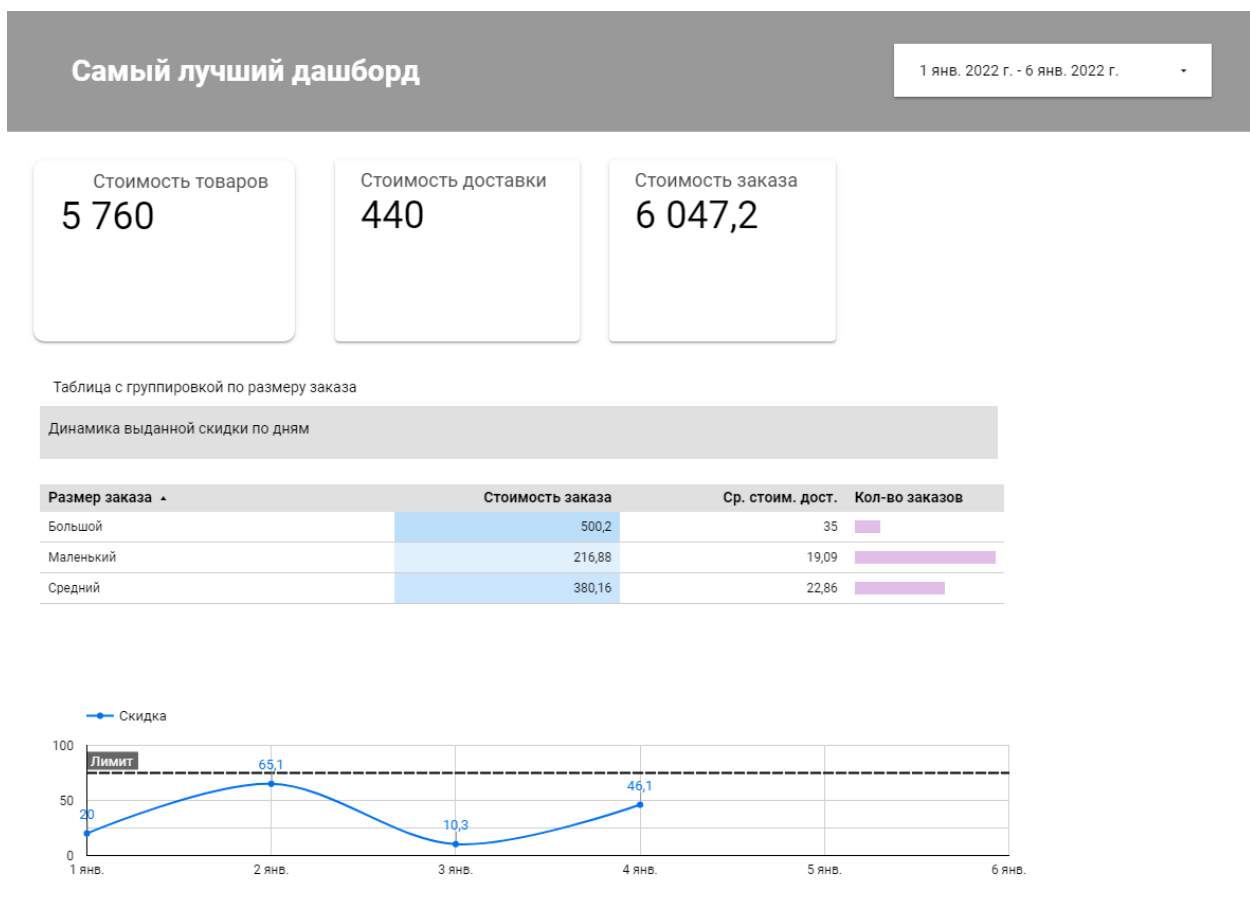 Самый лучший дашборд
1 янв. 2022 г. - 6 янв. 2022 г.
Стоимость товаров
5 760
Стоимость доставки
440
Стоимость заказа
6 047,2
Таблица с группировкой по размеру заказа
Динамика выданной скидки по дням
Размер заказа Стоимость заказа Ср. стоим. дост. Кол-во заказов
Большой 500,2 35
Маленький 216,88 19,09
Средний 380,16 22,86
Скидка
100
Лимит
65,1
46,1
50
20
10,3
0
1 янв. 2 янв. 3 янв. 4 янв. 5 янв. 6 янв.